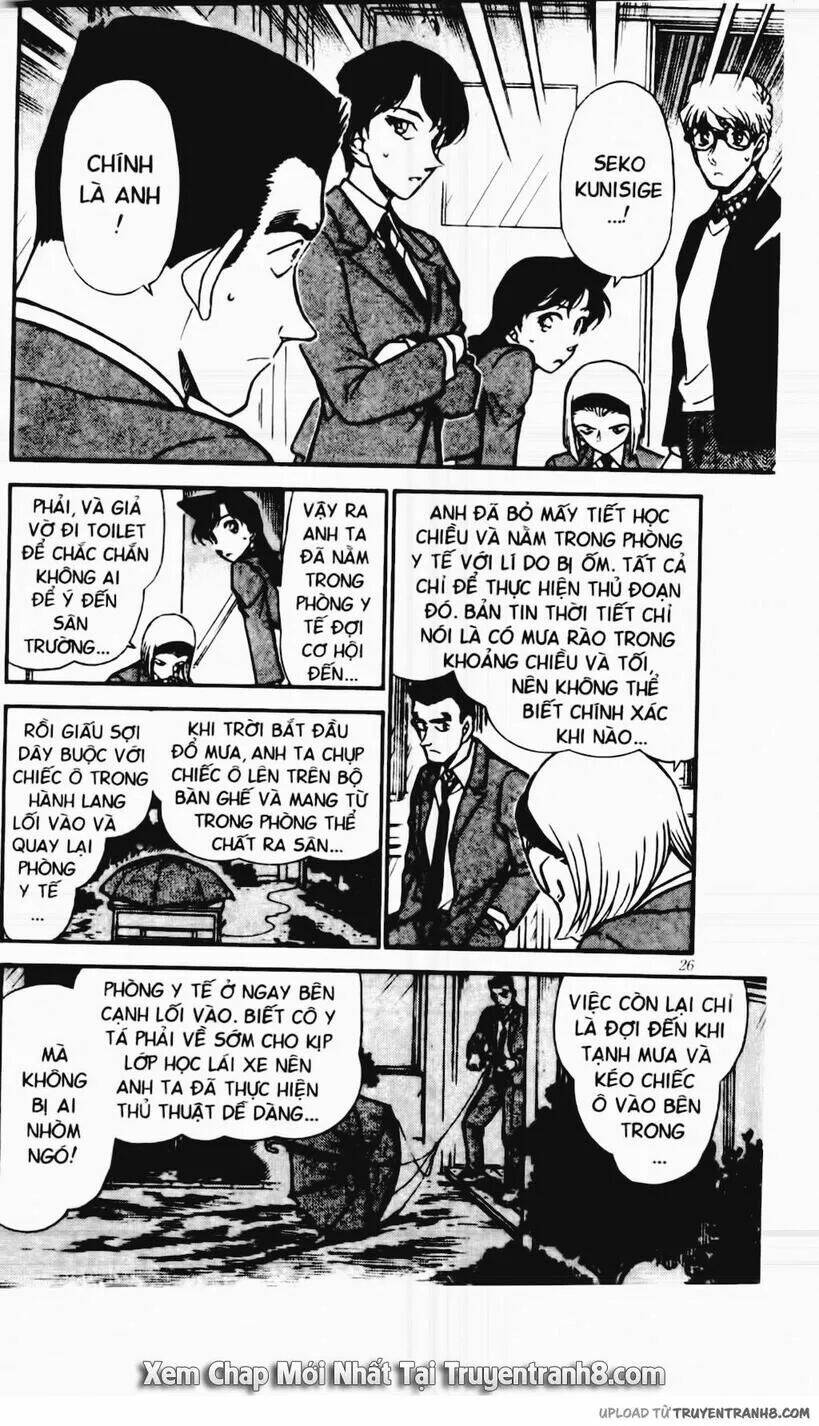 SEKO
KUNISIGE
...!
CHÍNH
LÀ ANH
!
ANH ĐÃ BỎ MẤY TIẾT HỌC
CHIỀU VÀ NẰM TRONG PHÒNG
Y TẾ VỚI LÍ DO BỊ ỐM. TẤT CẢ
CHỈ ĐỂ THỰC HIỆN THỦ ĐOẠN
ĐÓ. BẢN TIN THỜI TIẾT CHỈ
NÓI LÀ CÓ MƯA RÀO TRONG
KHOẢNG CHIỀU VÀ TỐI,
NÊN KHÔNG THỂ
BIẾT CHÍNH XÁC
KHI NÀO...
VẬY RA
ANH TA
ĐÃ NẰM
TRONG
PHÒNG Y
TẾ ĐỢI
CƠ HỘI
ĐẾN...
PHẢI, VÀ GIẢ
VỜ ĐI TOILET
ĐỂ CHẮC CHẮN
KHÔNG AI
ĐỂ Ý ĐẾN
SÂN
TRƯỜNG...
KHI TRỜI BẮT ĐẦU
ĐỔ MƯA, ANH TA CHỤP
CHIẾC Ô LÊN TRÊN BỘ
BÀN GHẾ VÀ MANG TỪ
TRONG PHÒNG THỂ
CHẤT RA SÂN...
RỒI GIẤU SỢI
DÂY BUỘC VỚI
CHIẾC Ô TRONG
HÀNH LANG
LỐI VÀO VÀ
QUAY LẠI
PHÒNG
Y TẾ
...
26
VIỆC CÒN LẠI CHỈ
LÀ ĐỢI ĐẾN KHI
TẠNH MƯA VÀ
KÉO CHIẾC
Ô VÀO BÊN
TRONG
...
PHÒNG Y TẾ Ở NGAY BÊN
CẠNH LỐI VÀO. BIẾT CÔ Y
TÁ PHẢI VỀ SỚM CHO KỊP
LỚP HỌC LÁI XE NÊN
ANH TA ĐÃ THỰC HIỆN
THỦ THUẬT DỄ DÀNG...
MÀ
KHÔNG
BỊ AI
NHÒM
NGÓ!
Xem Chap Mới Nhất Tại Truyentranh8.com
UPLOAD TỪ TRUYENTRANH8.COM